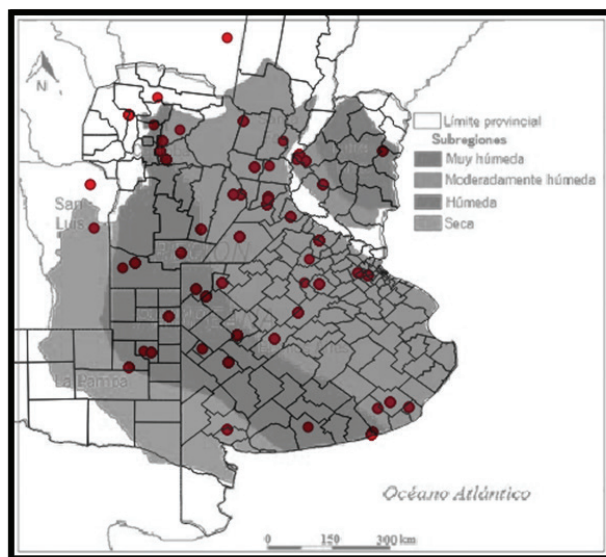 N
Límite provincial
Subregiones
Muy húmeda
Moderadamente húmeda
Húmeda
Seca
San
Luis
La Pampa
Océano Atlántico
0 150 300 km